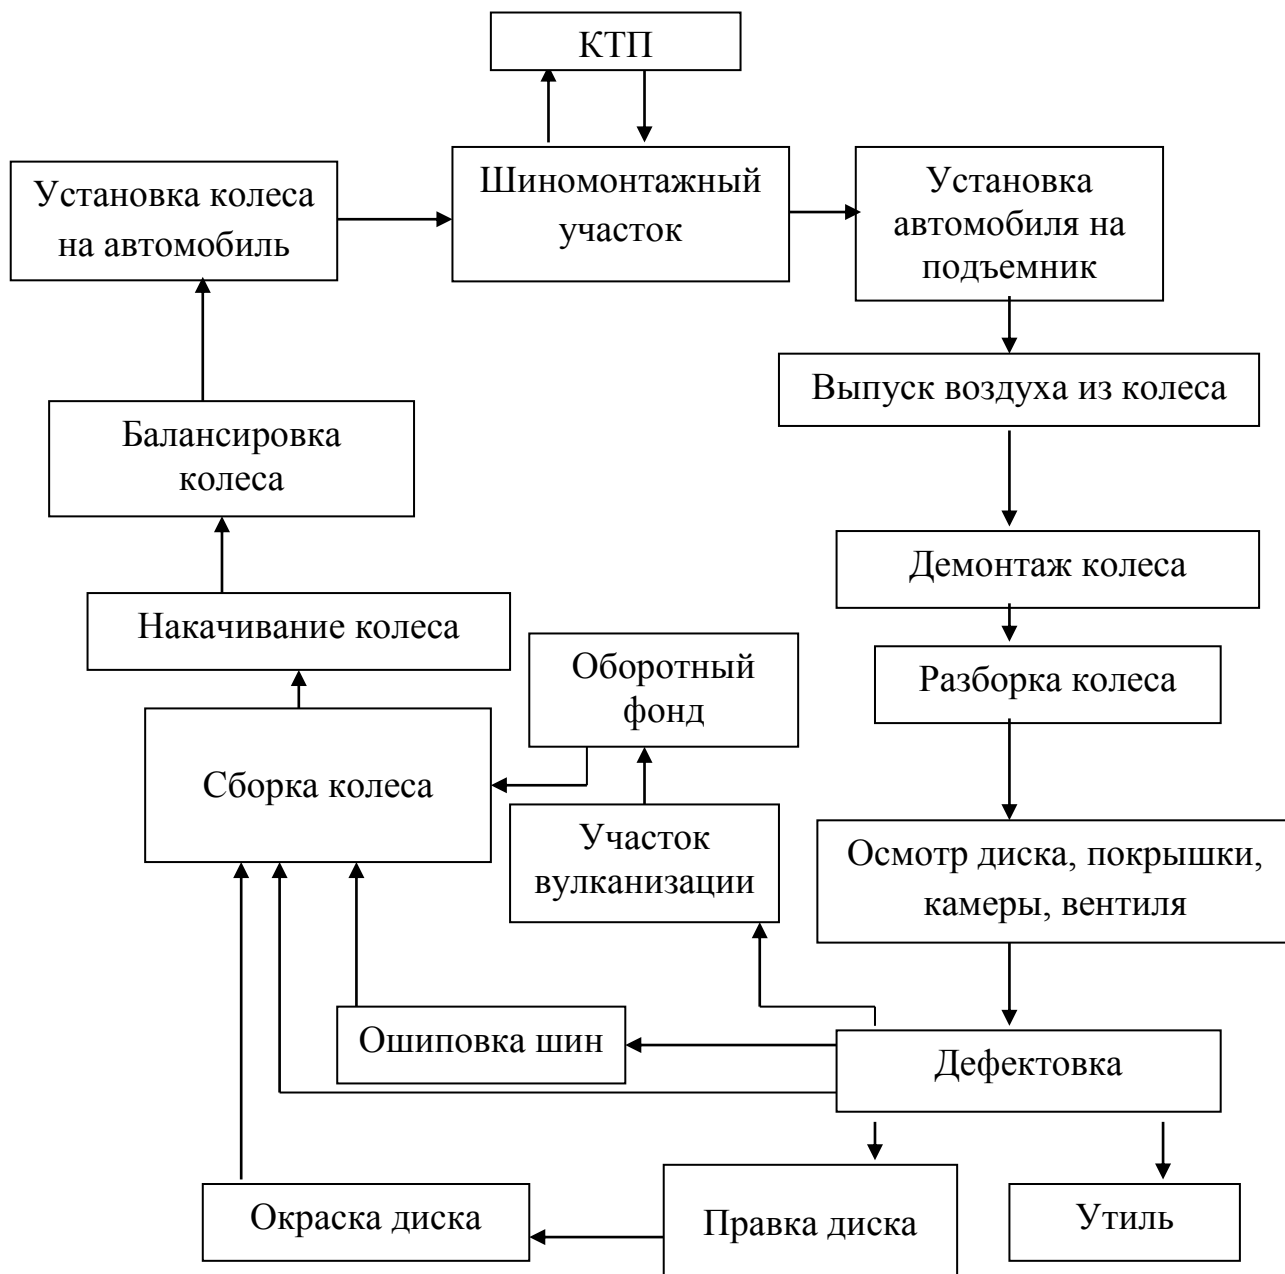 КТП
Установка колеса
на автомобиль
Шиномонтажный
участок
Установка
автомобиля на
подъемник
Выпуск воздуха из колеса
Балансировка
колеса
Демонтаж колеса
Накачивание колеса
Оборотный
фонд
Разборка колеса
Сборка колеса
Участок
вулканизации
Осмотр диска, покрышки,
камеры, вентиля
Ошиповка шин
Дефектовка
Окраска диска
Правка диска
Утиль